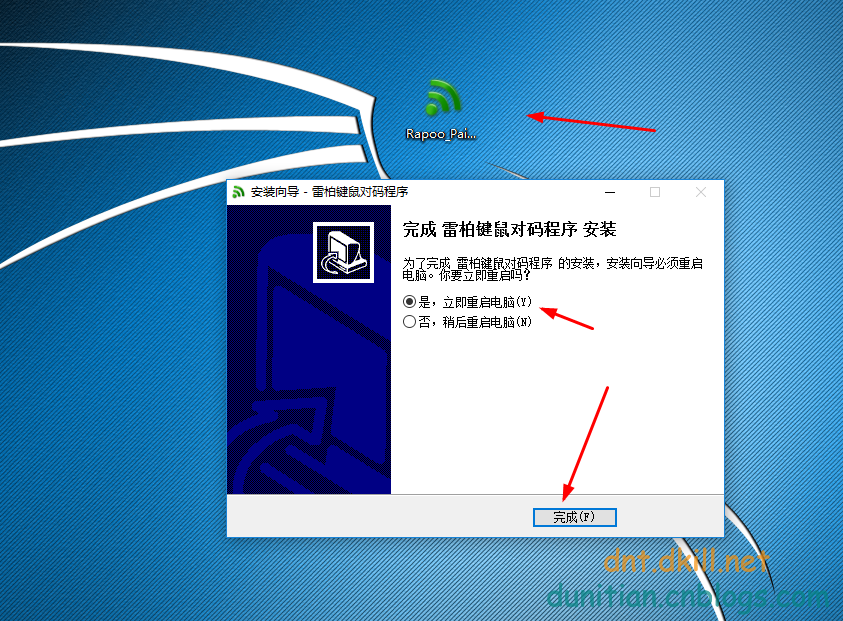 Rapoo_Pai...
安装向导 - 雷柏键鼠对码程序
完成 雷柏键鼠对码程序 安装
为了完成 雷柏键鼠对码程序 的安装，安装向导必须重启
电脑。你要立即重启吗？
是，立即重启电脑(Y)
否，稍后重启电脑(N)
完成(F)
dnt.dkill.net
dunitian.cnblogs.com